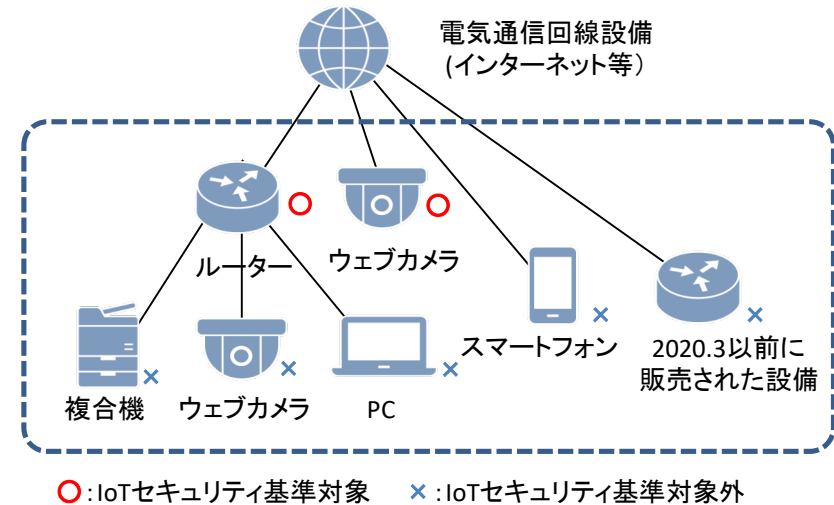 電気通信回線設備
(インターネット等）
ルーター
ウェブカメラ
スマートフォン
2020.3以前に
販売された設備
複合機
ウェブカメラ
PC
○:IoTセキュリティ基準対象
×:IoTセキュリティ基準対象外